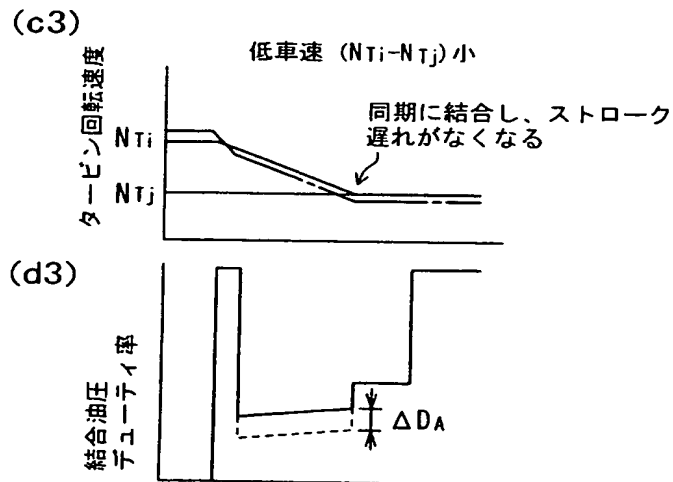 (c3)
低車速 (NTi-NTj)小
タービン回転速度
NTi
NTj
同期に結合し、ストローク
遅れがなくなる
(d3)
結合油圧
デューティ率
ΔDA